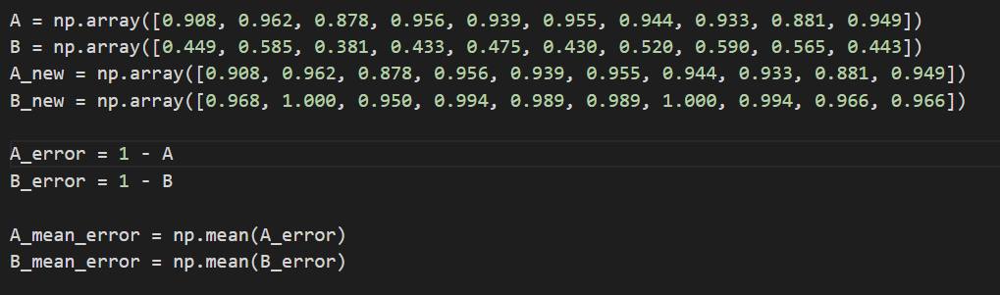 A = np.array([0.908, 0.962, 0.878, 0.956, 0.939, 0.955, 0.944, 0.933, 0.881, 0.949])
B = np.array([0.449, 0.585, 0.381, 0.433, 0.475, 0.430, 0.520, 0.590, 0.565, 0.443])
A_new = np.array([0.908, 0.962, 0.878, 0.956, 0.939, 0.955, 0.944, 0.933, 0.881, 0.949])
B_new = np.array([0.968, 1.000, 0.950, 0.994, 0.989, 0.989, 1.000, 0.994, 0.966, 0.966])
A_error = 1 - A
B_error = 1 - B
A_mean_error = np.mean(A_error)
B_mean_error = np.mean(B_error)